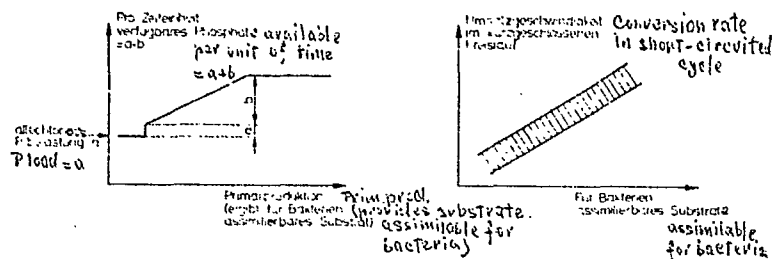 Pro Zeiteinheit
verfügbares Phosphat
= a+b
available
per unit of time
= a+b
b
c
allochthone
P-Belastung a
P load = a
Primärproduktion
(ergibt für Bakterien
assimilierbares Substrat)
Prim. prod.
(provides substrate
assimilable for
bacteria)
Umsatzgeschwindigkeit
im kurzgeschlossenen
Kreislauf
Conversion rate
in short-circuited
cycle
Für Bakterien
assimilierbares Substrat
assimilable
for bacteria